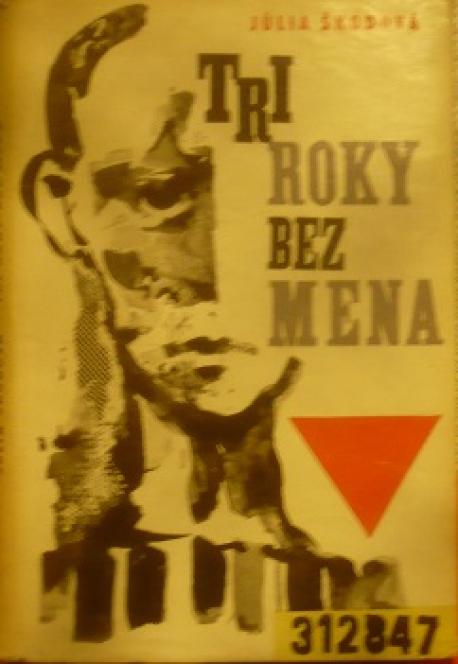 JÚLIA ŠKODOVÁ
TRI
ROKY
BEZ
MENA
312847